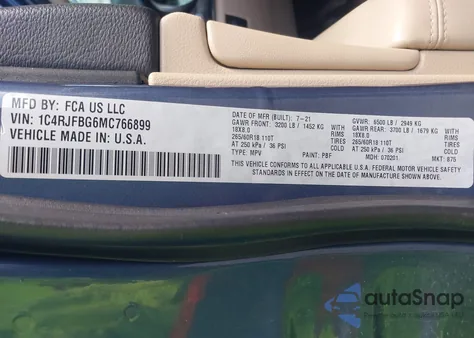 MFD BY: FCA US LLC
VIN: 1C4RJFBG6MC766899
VEHICLE MADE IN: U.S.A.
DATE OF MFR (BUILT): 7-21 GVWR: 6500 LB / 2949 KG
GAWR FRONT: 3200 LB / 1452 KG GAWR REAR: 3700 LB / 1679 KG
18X8.0 TIRES 18X8.0 TIRES
265/60R18 110T COLD 265/60R18 110T COLD
AT 250 kPa / 36 PSI AT 250 kPa / 36 PSI
TYPE: MPV PAINT: PBF MDH: 070201 MKT: 875
THIS VEHICLE CONFORMS TO ALL APPLICABLE U.S.A. FEDERAL MOTOR VEHICLE SAFETY
STANDARDS IN EFFECT ON THE DATE OF MANUFACTURE SHOWN ABOVE
autoSnap